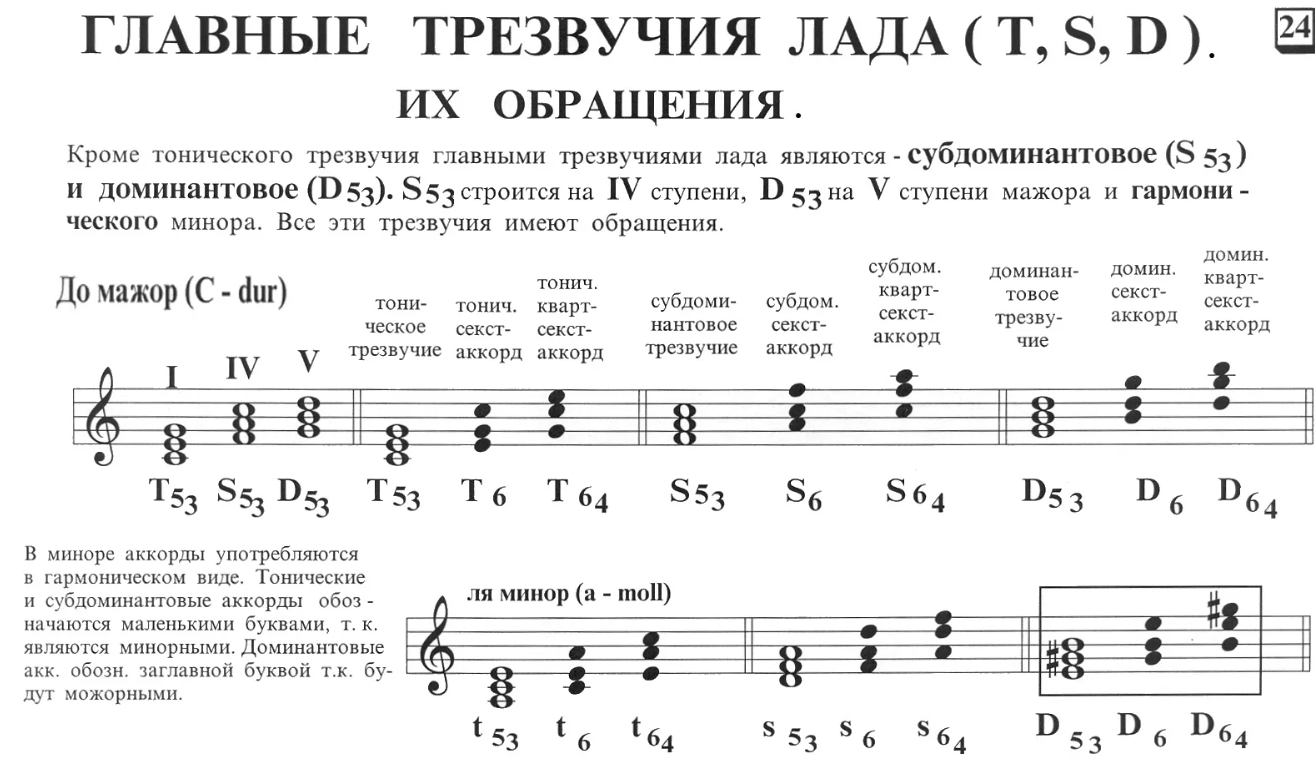 ГЛАВНЫЕ ТРЕЗВУЧИЯ ЛАДА ( T, S, D ).
24
ИХ ОБРАЩЕНИЯ .
Кроме тонического трезвучия главными трезвучиями лада являются - субдоминантовое (S 53 )
и доминантовое (D 53). S 53 строится на IV ступени, D 53 на V ступени мажора и гармони -
ческого минора. Все эти трезвучия имеют обращения.
До мажор (C - dur)
I
IV
V
тони-
ческое
трезвучие
тонич.
секст-
аккорд
тонич.
кварт-
секст-
аккорд
субдоми-
нантовое
трезвучие
субдом.
секст-
аккорд
субдом.
кварт-
секст-
аккорд
доминан-
товое
трезву-
чие
домин.
секст-
аккорд
домин.
кварт-
секст-
аккорд
T53 S53 D53 T53 T 6 T 64 S53 S6 S64 D53 D 6 D64
В миноре аккорды употребляются
в гармоническом виде. Тонические
и субдоминантовые аккорды обоз -
начаются маленькими буквами, т. к.
являются минорными. Доминантовые
акк. обозн. заглавной буквой т.к. бу-
дут можорными.
ля минор (a - moll)
t 53 t 6 t 64 s 53 s 6 s 64 D 53 D 6 D 64